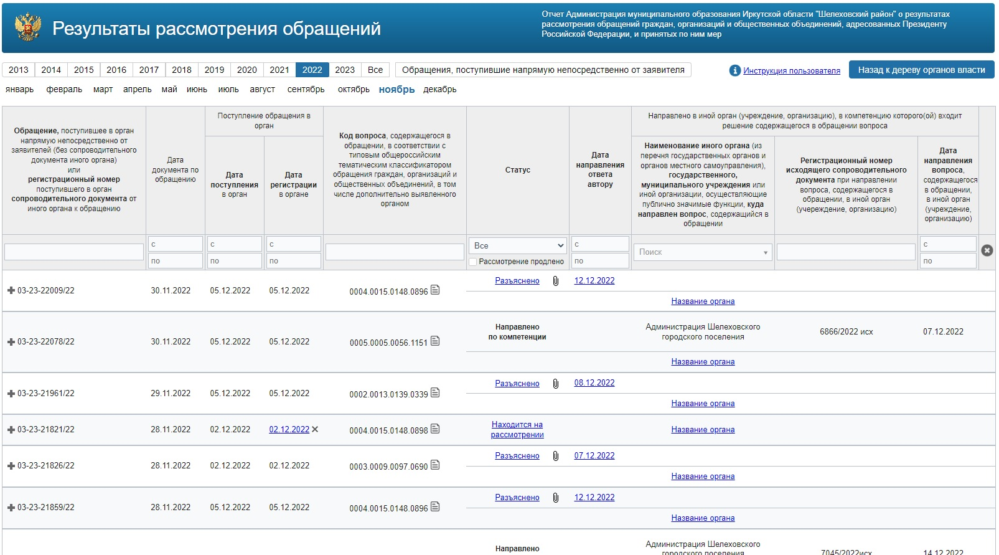 Результаты рассмотрения обращений
Отчет Администрация муниципального образования Иркутской области "Шелеховский район" о результатах
рассмотрения обращений граждан, организаций и общественных объединений, адресованных Президенту
Российской Федерации, и принятых по ним мер
2013 2014 2015 2016 2017 2018 2019 2020 2021 2022 2023 Все Обращения, поступившие напрямую непосредственно от заявителя Инструкция пользователя Назад к дереву органов власти
январь февраль март апрель май июнь июль август сентябрь октябрь ноябрь декабрь
Обращение, поступившее в орган
напрямую непосредственно от
заявителей (без сопроводительного
документа иного органа)
или
регистрационный номер
поступившего в орган
сопроводительного документа от
иного органа к обращению
Дата
документа по
обращению
Поступление обращения в
орган
Дата
поступления
в орган
Дата
регистрации
в органе
Код вопроса, содержащегося в
обращении, в соответствии с
типовым общероссийским
тематическим классификатором
обращения граждан, организаций и
общественных объединений, в том
числе дополнительно выявленного
органом
Статус
Дата
направления
ответа
автору
Направлено в иной орган (учреждение, организацию), в компетенцию которого(ой) входит
решение содержащегося в обращении вопроса
Наименование иного органа (из
перечня государственных органов и
органов местного самоуправления),
государственного,
муниципального учреждения или
иной организации, осуществляющие
публично значимые функции, куда
направлен вопрос, содержащийся в
обращении
Регистрационный номер
исходящего сопроводительного
документа при направлении
вопроса, содержащегося в
обращении, в иной орган
(учереждение, организацию)
Дата
направления
вопроса,
содержащегося
в обращении,
в иной орган
(учреждение,
организацию)
с с с Все с Поиск с
по по по Рассмотрение продлено по по
03-23-22009/22 30.11.2022 05.12.2022 05.12.2022 0004.0015.0148.0896 Разъяснено 12.12.2022
Название органа
03-23-22078/22 30.11.2022 05.12.2022 05.12.2022 0005.0005.0056.1151
Направлено
по компетенции
Администрация Шелеховского
городского поселения
6866/2022 исх 07.12.2022
Название органа
03-23-21961/22 29.11.2022 05.12.2022 05.12.2022 0002.0013.0139.0339 Разъяснено 08.12.2022
Название органа
03-23-21821/22 28.11.2022 02.12.2022 02.12.2022 0004.0015.0148.0898
Находится на
рассмотрении
Название органа
03-23-21826/22 28.11.2022 02.12.2022 02.12.2022 0003.0009.0097.0690 Разъяснено 07.12.2022
Название органа
03-23-21859/22 28.11.2022 05.12.2022 05.12.2022 0004.0015.0148.0896 Разъяснено 12.12.2022
Название органа
Направлено
Администрация Шелеховского
городского поселения
7045/2022исх 14.12.2022